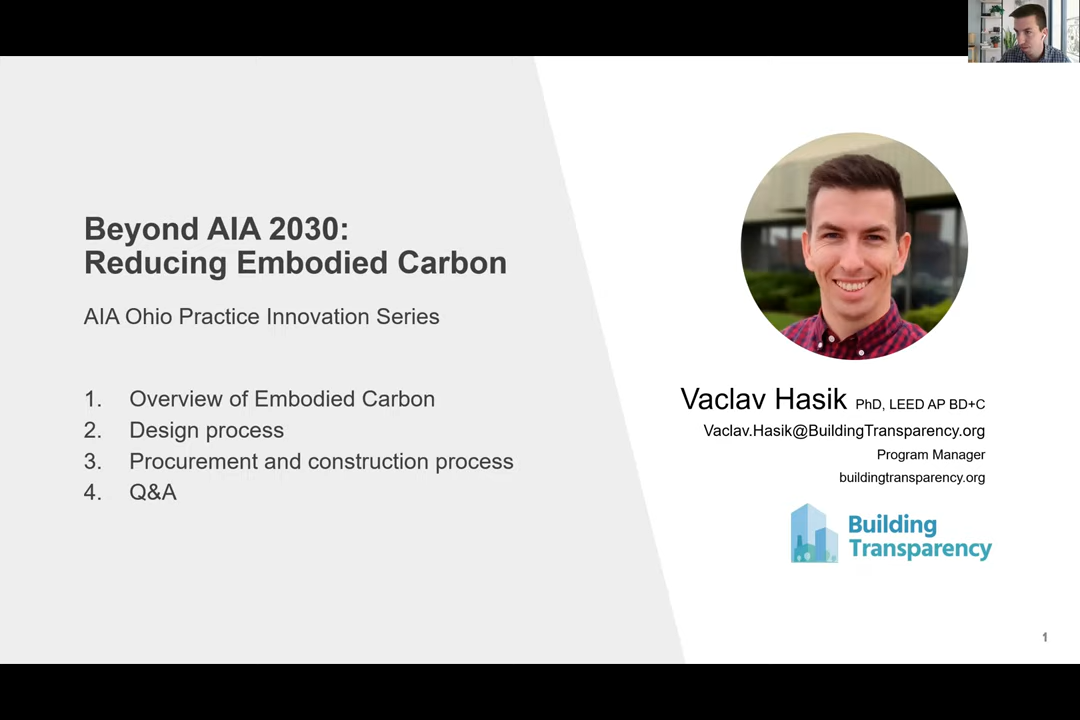 Beyond AIA 2030:
Reducing Embodied Carbon
AIA Ohio Practice Innovation Series
1. Overview of Embodied Carbon
2. Design process
3. Procurement and construction process
4. Q&A
Vaclav Hasik PhD, LEED AP BD+C
Vaclav.Hasik@BuildingTransparency.org
Program Manager
buildingtransparency.org
Building
Transparency
1